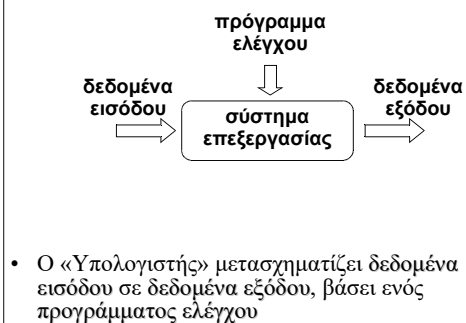 πρόγραμμα
ελέγχου
δεδομένα
εισόδου
σύστημα
επεξεργασίας
δεδομένα
εξόδου
• Ο «Υπολογιστής» μετασχηματίζει δεδομένα
εισόδου σε δεδομένα εξόδου, βάσει ενός
προγράμματος ελέγχου